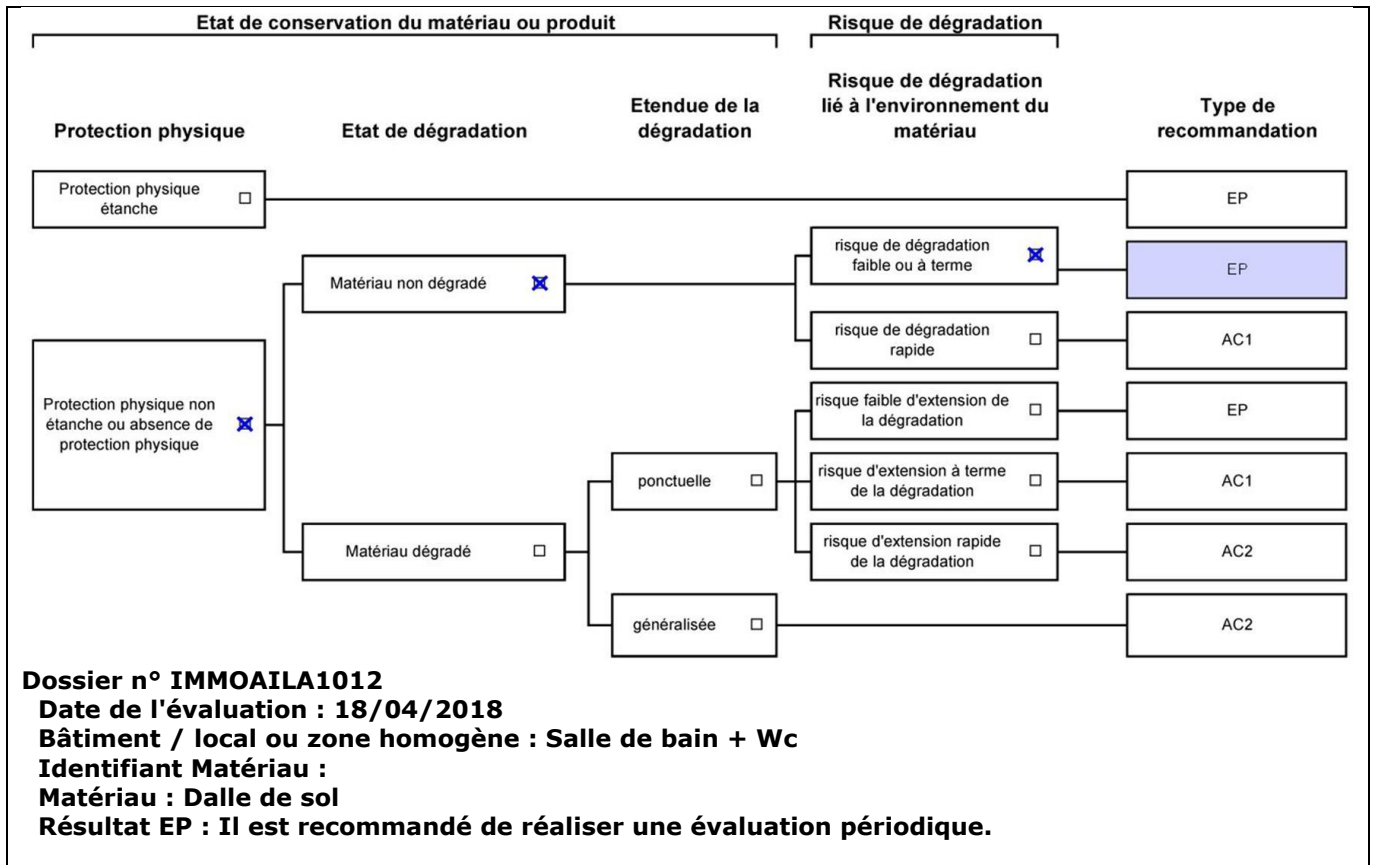 Etat de conservation du matériau ou produit
Risque de dégradation
Protection physique
Etat de dégradation
Etendue de la
dégradation
Risque de dégradation
lié à l'environnement du
matériau
Type de
recommandation
Protection physique
étanche
EP
risque de dégradation
faible ou à terme
EP
Matériau non dégradé
risque de dégradation
rapide
AC1
Protection physique non
étanche ou absence de
protection physique
risque faible d'extension de
la dégradation
EP
ponctuelle
risque d'extension à terme
de la dégradation
AC1
Matériau dégradé
risque d'extension rapide
de la dégradation
AC2
généralisée
AC2
Dossier n° IMMOAILA1012
Date de l'évaluation : 18/04/2018
Bâtiment / local ou zone homogène : Salle de bain + Wc
Identifiant Matériau :
Matériau : Dalle de sol
Résultat EP : Il est recommandé de réaliser une évaluation périodique.